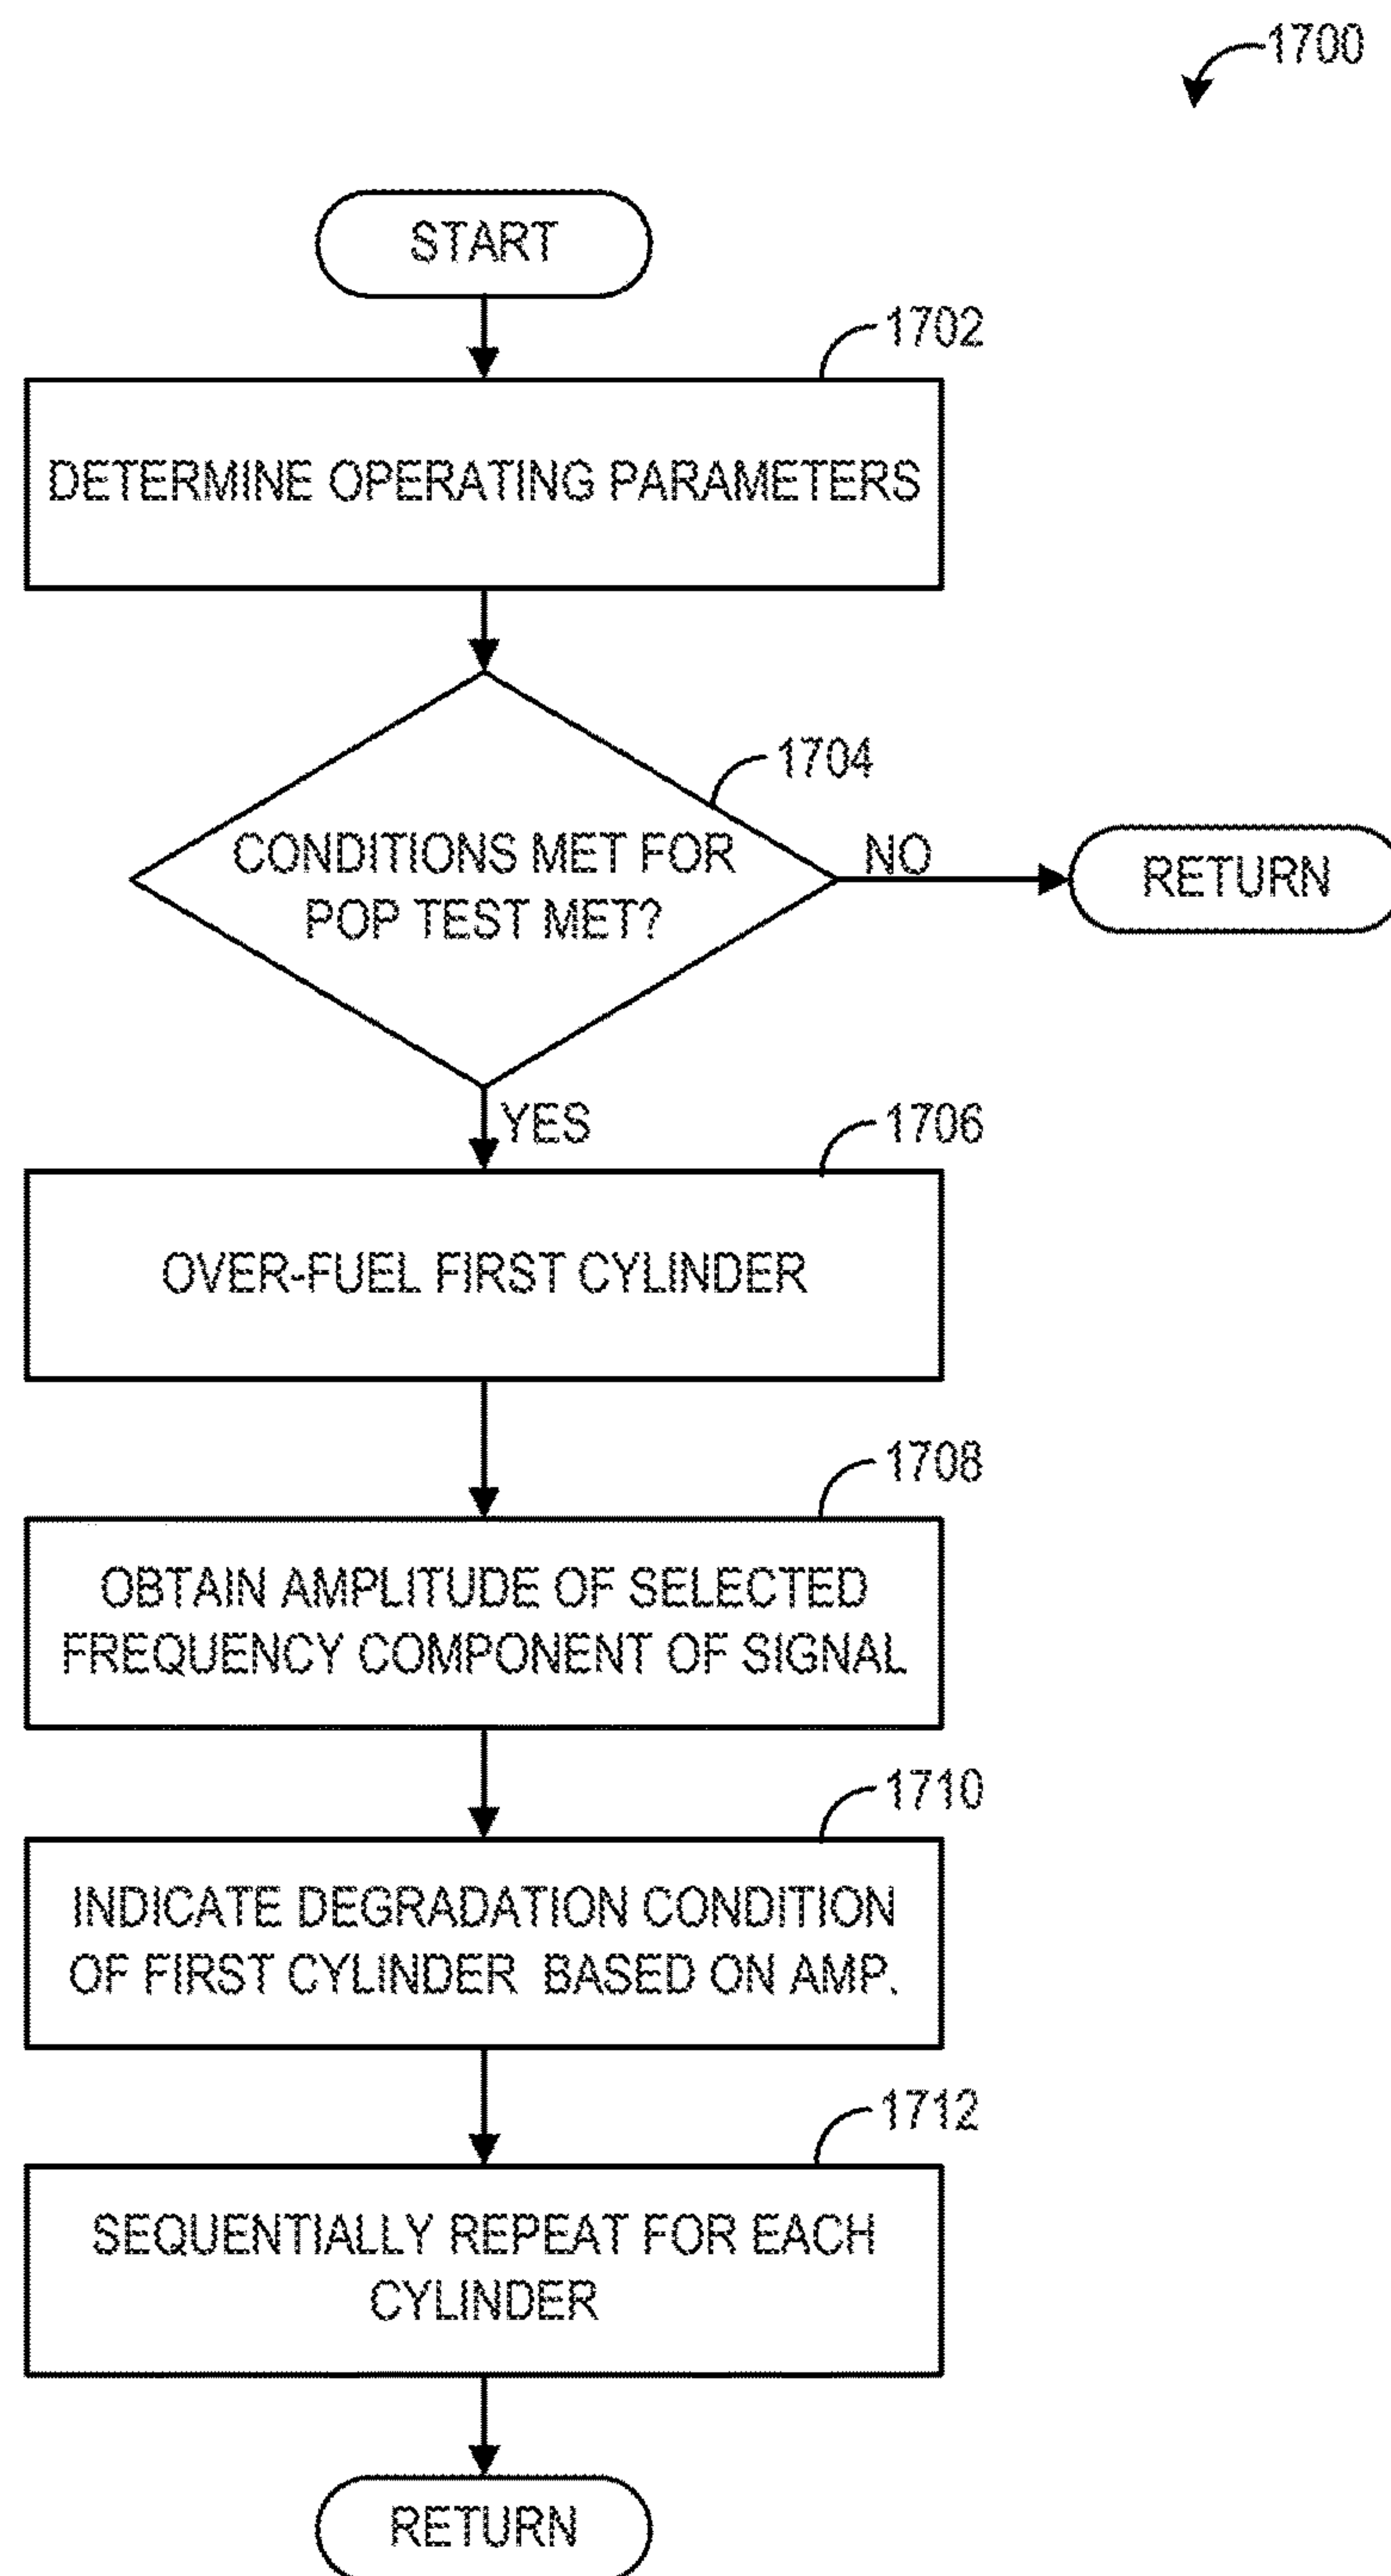 1700
START
1702
DETERMINE OPERATING PARAMETERS
1704
CONDITIONS MET FOR
POP TEST MET?
NO
RETURN
YES
1706
OVER-FUEL FIRST CYLINDER
1708
OBTAIN AMPLITUDE OF SELECTED
FREQUENCY COMPONENT OF SIGNAL
1710
INDICATE DEGRADATION CONDITION
OF FIRST CYLINDER BASED ON AMP.
1712
SEQUENTIALLY REPEAT FOR EACH
CYLINDER
RETURN